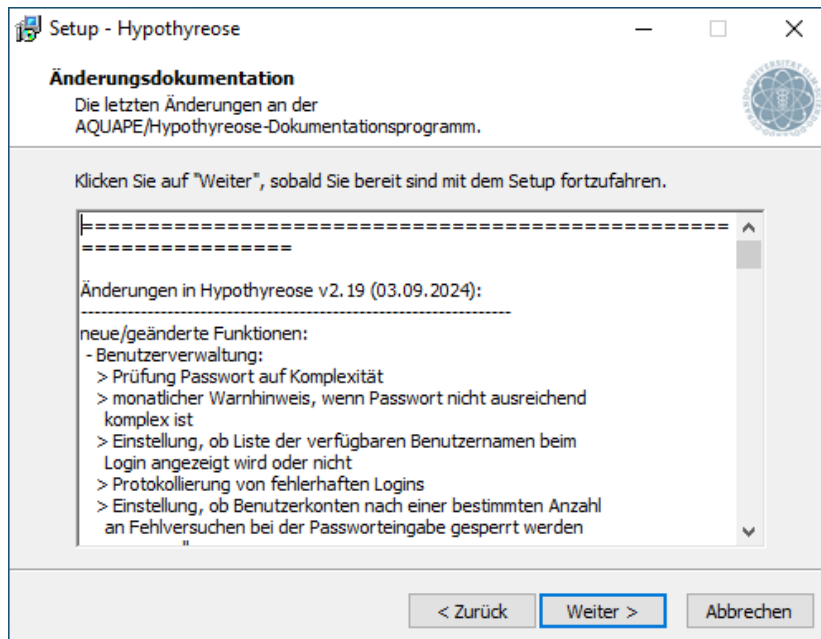 Setup - Hypothyreose
Änderungsdokumentation
Die letzten Änderungen an der
AQUAPE/Hypothyreose-Dokumentationsprogramm.
Klicken Sie auf "Weiter", sobald Sie bereit sind mit dem Setup fortzufahren.
=================================================
================
Änderungen in Hypothyreose v2.19 (03.09.2024):
-----------------------------------------------------------------
neue/geänderte Funktionen:
- Benutzerverwaltung:
> Prüfung Passwort auf Komplexität
> monatlicher Warnhinweis, wenn Passwort nicht ausreichend
komplex ist
> Einstellung, ob Liste der verfügbaren Benutzernamen beim
Login angezeigt wird oder nicht
> Protokollierung von fehlerhaften Logins
> Einstellung, ob Benutzerkonten nach einer bestimmten Anzahl
an Fehlversuchen bei der Passworteingabe gesperrt werden
< Zurück
Weiter >
Abbrechen